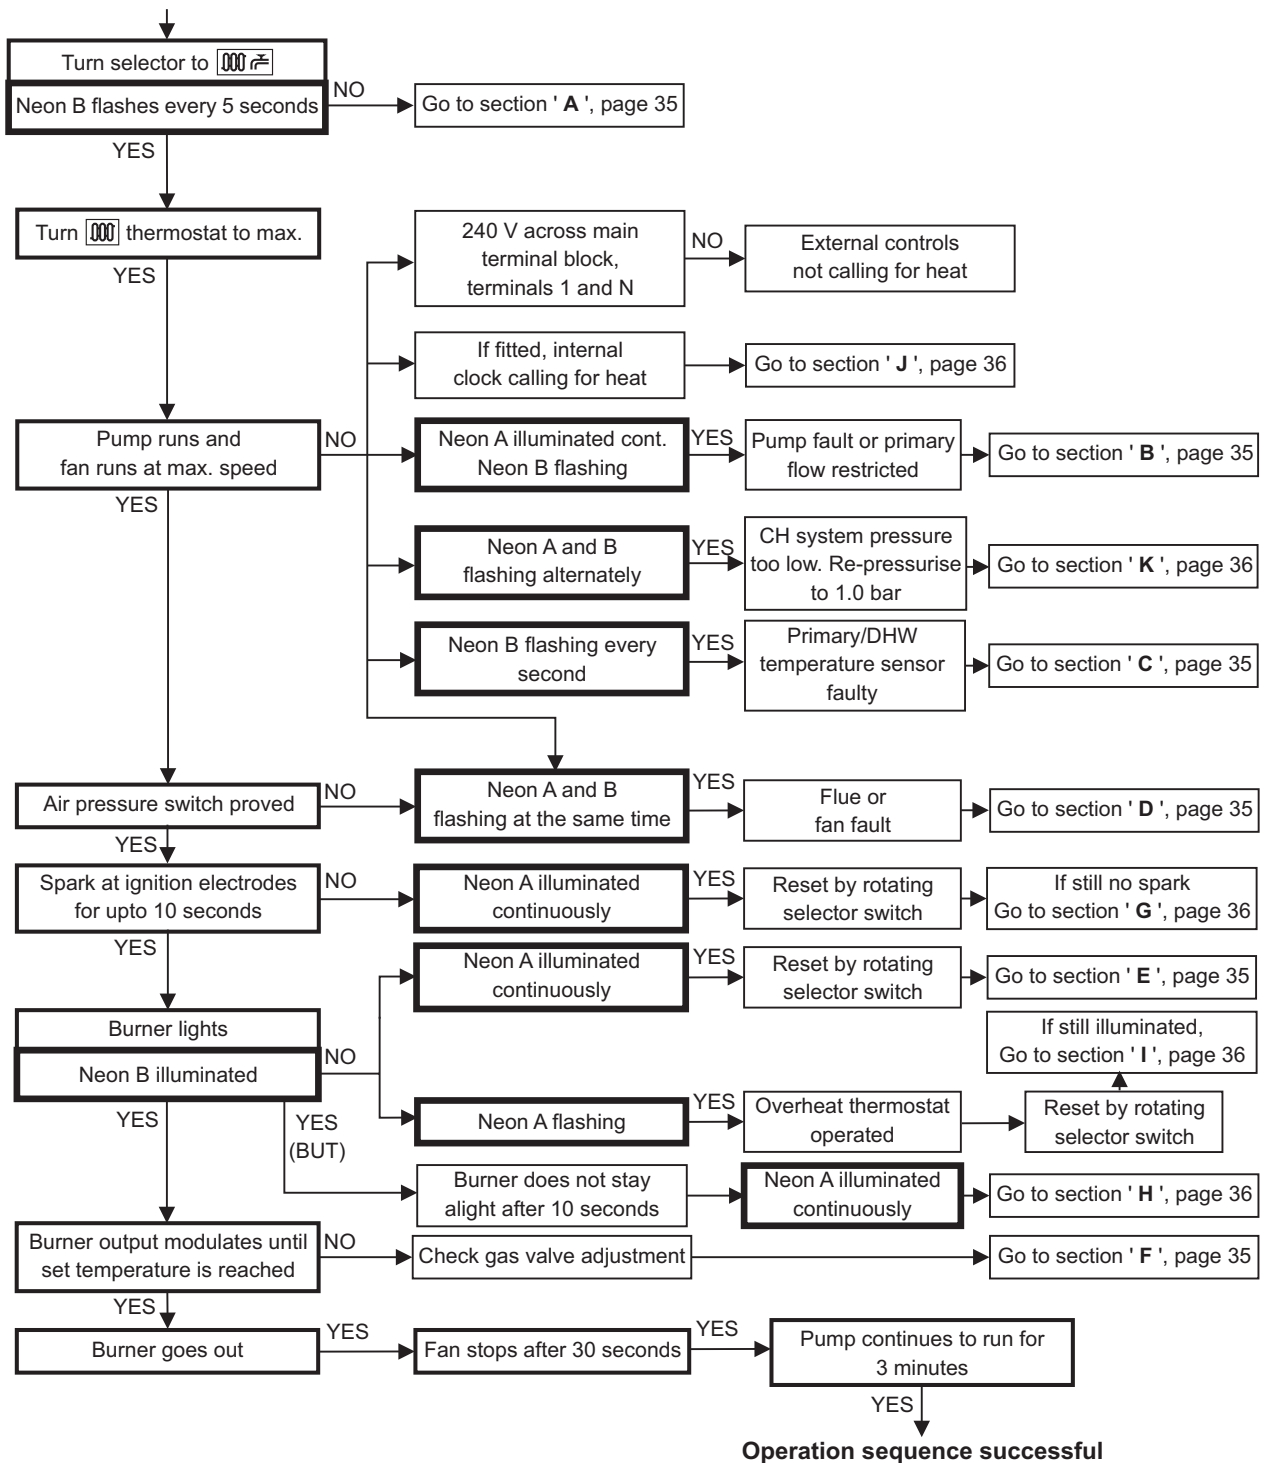 Turn selector to
Neon B flashes every 5 seconds
NO
Go to section ' A ', page 35
YES
Turn thermostat to max.
YES
240 V across main
terminal block,
terminals 1 and N
NO
External controls
not calling for heat
If fitted, internal
clock calling for heat
Go to section ' J ', page 36
Pump runs and
fan runs at max. speed
NO
Neon A illuminated cont.
Neon B flashing
YES
Pump fault or primary
flow restricted
Go to section ' B ', page 35
YES
Neon A and B
flashing alternately
YES
CH system pressure
too low. Re-pressurise
to 1.0 bar
Go to section ' K ', page 36
Neon B flashing every
second
YES
Primary/DHW
temperature sensor
faulty
Go to section ' C ', page 35
Air pressure switch proved
NO
Neon A and B
flashing at the same time
YES
Flue or
fan fault
Go to section ' D ', page 35
YES
Spark at ignition electrodes
for upto 10 seconds
NO
Neon A illuminated
continuously
YES
Reset by rotating
selector switch
If still no spark
Go to section ' G ', page 36
YES
Neon A illuminated
continuously
YES
Reset by rotating
selector switch
Go to section ' E ', page 35
Burner lights
Neon B illuminated
NO
If still illuminated,
Go to section ' I ', page 36
Neon A flashing
YES
Overheat thermostat
operated
Reset by rotating
selector switch
YES
YES
(BUT)
Burner does not stay
alight after 10 seconds
Neon A illuminated
continuously
Go to section ' H ', page 36
Burner output modulates until
set temperature is reached
NO
Check gas valve adjustment
Go to section ' F ', page 35
YES
Burner goes out
YES
Fan stops after 30 seconds
YES
Pump continues to run for
3 minutes
YES
Operation sequence successful